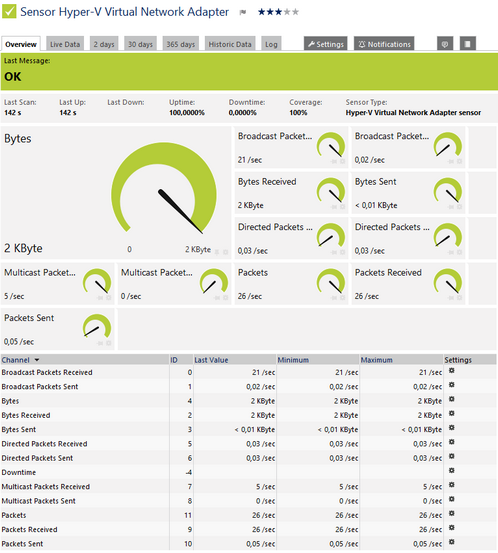 Sensor Hyper-V Virtual Network Adapter
Overview Live Data 2 days 30 days 365 days Historic Data Log Settings Notifications
Last Message:
OK
Last Scan: Last Up: Last Down: Uptime: Downtime: Coverage: Sensor Type:
142 s 142 s 100,0000% 0,0000% 100% Hyper-V Virtual Network Adapter sensor
Bytes
0 2 KByte
2 KByte
Broadcast Packet...
21 /sec
Broadcast Packet...
0,02 /sec
Bytes Received
2 KByte
Bytes Sent
< 0,01 KByte
Directed Packets ...
0,03 /sec
Directed Packets ...
0,03 /sec
Multicast Packet...
5 /sec
Multicast Packet...
0 /sec
Packets
26 /sec
Packets Received
26 /sec
Packets Sent
0,05 /sec
Channel ID Last Value Minimum Maximum Settings
Broadcast Packets Received 0 21 /sec 21 /sec 21 /sec
Broadcast Packets Sent 1 0,02 /sec 0,02 /sec 0,02 /sec
Bytes 4 2 KByte 2 KByte 2 KByte
Bytes Received 2 2 KByte 2 KByte 2 KByte
Bytes Sent 3 < 0,01 KByte < 0,01 KByte < 0,01 KByte
Directed Packets Received 5 0,03 /sec 0,03 /sec 0,03 /sec
Directed Packets Sent 6 0,03 /sec 0,03 /sec 0,03 /sec
Downtime -4
Multicast Packets Received 7 5 /sec 5 /sec 5 /sec
Multicast Packets Sent 8 0 /sec 0 /sec 0 /sec
Packets 11 26 /sec 26 /sec 26 /sec
Packets Received 9 26 /sec 26 /sec 26 /sec
Packets Sent 10 0,05 /sec 0,05 /sec 0,05 /sec